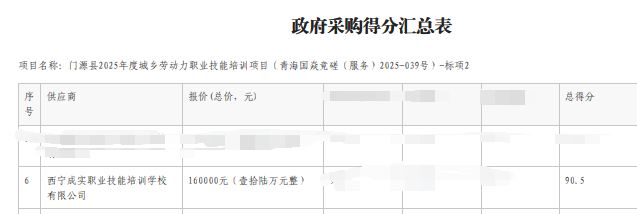 政府采购得分汇总表
项目名称：门源县2025年度城乡劳动力职业技能培训项目（青海国焱竞磋（服务）2025-039号）-标项2
序号 供应商 报价(总价，元) 总得分
6 西宁成实职业技能培训学校有限公司 160000元（壹拾陆万元整） 90.5